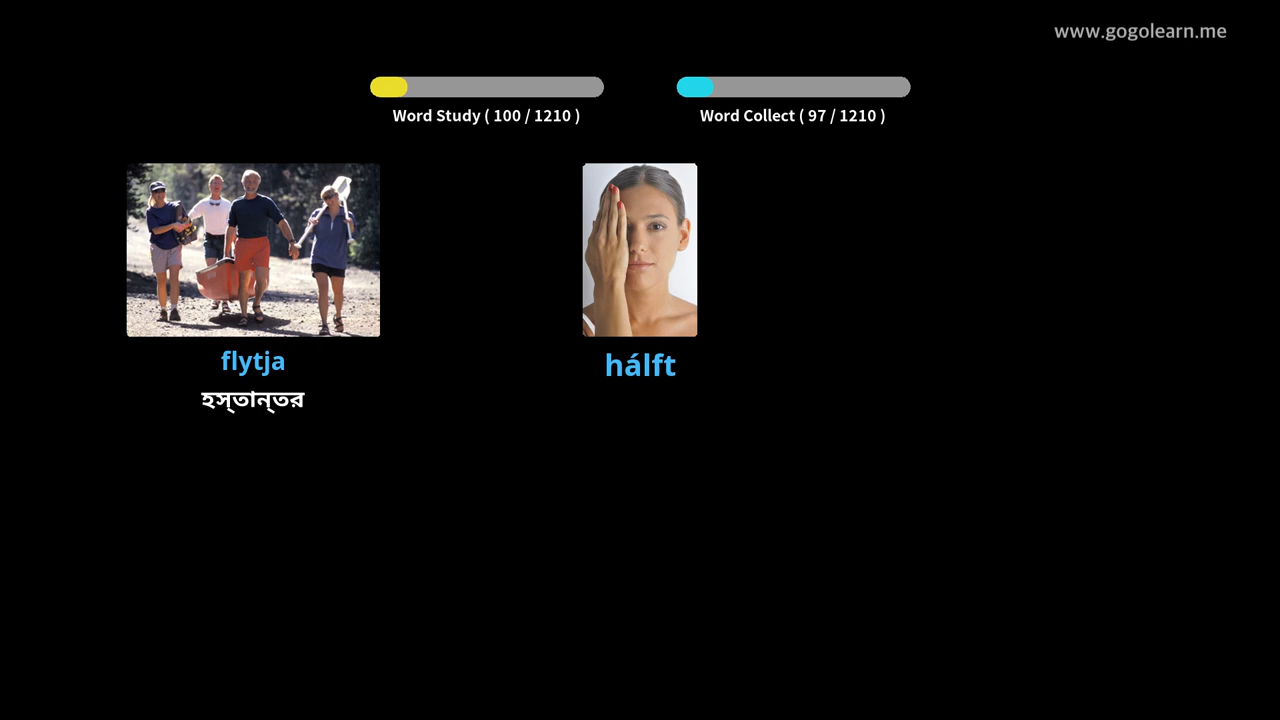 www.gogolearn.me
Word Study ( 100 / 1210 )
Word Collect ( 97 / 1210 )
flytja
হস্তান্তর
hálft